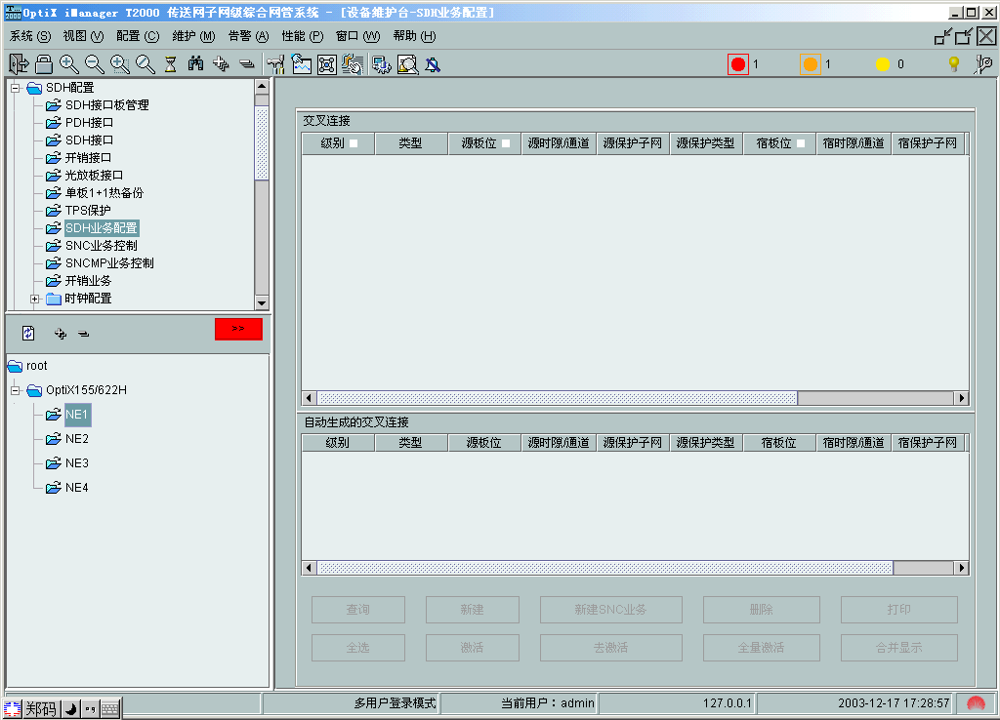 OptiX iManager T2000 传送网子网级综合网管系统 - [设备维护台-SDH业务配置]
系统(S) 视图(V) 配置(C) 维护(M) 告警(A) 性能(P) 窗口(W) 帮助(H)
1 1 0
SDH配置
SDH接口板管理
PDH接口
SDH接口
开销接口
光放板接口
单板1+1热备份
TPS保护
SDH业务配置
SNC业务控制
SNCMP业务控制
开销业务
时钟配置
>>
root
OptiX155/622H
NE1
NE2
NE3
NE4
交叉连接
级别 类型 源板位 源时隙/通道 源保护子网 源保护类型 宿板位 宿时隙/通道 宿保护子网
自动生成的交叉连接
级别 类型 源板位 源时隙/通道 源保护子网 源保护类型 宿板位 宿时隙/通道 宿保护子网
查询 新建 新建SNC业务 删除 打印
全选 激活 去激活 全量激活 合并显示
郑码 多用户登录模式 当前用户：admin 127.0.0.1 2003-12-17 17:28:57